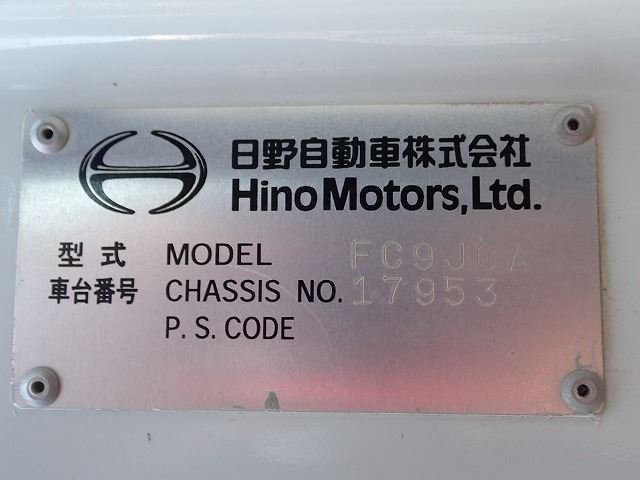 日野自動車株式会社
Hino Motors, Ltd.
型式 MODEL FC9JCA
車台番号 CHASSIS NO. 17953
P. S. CODE